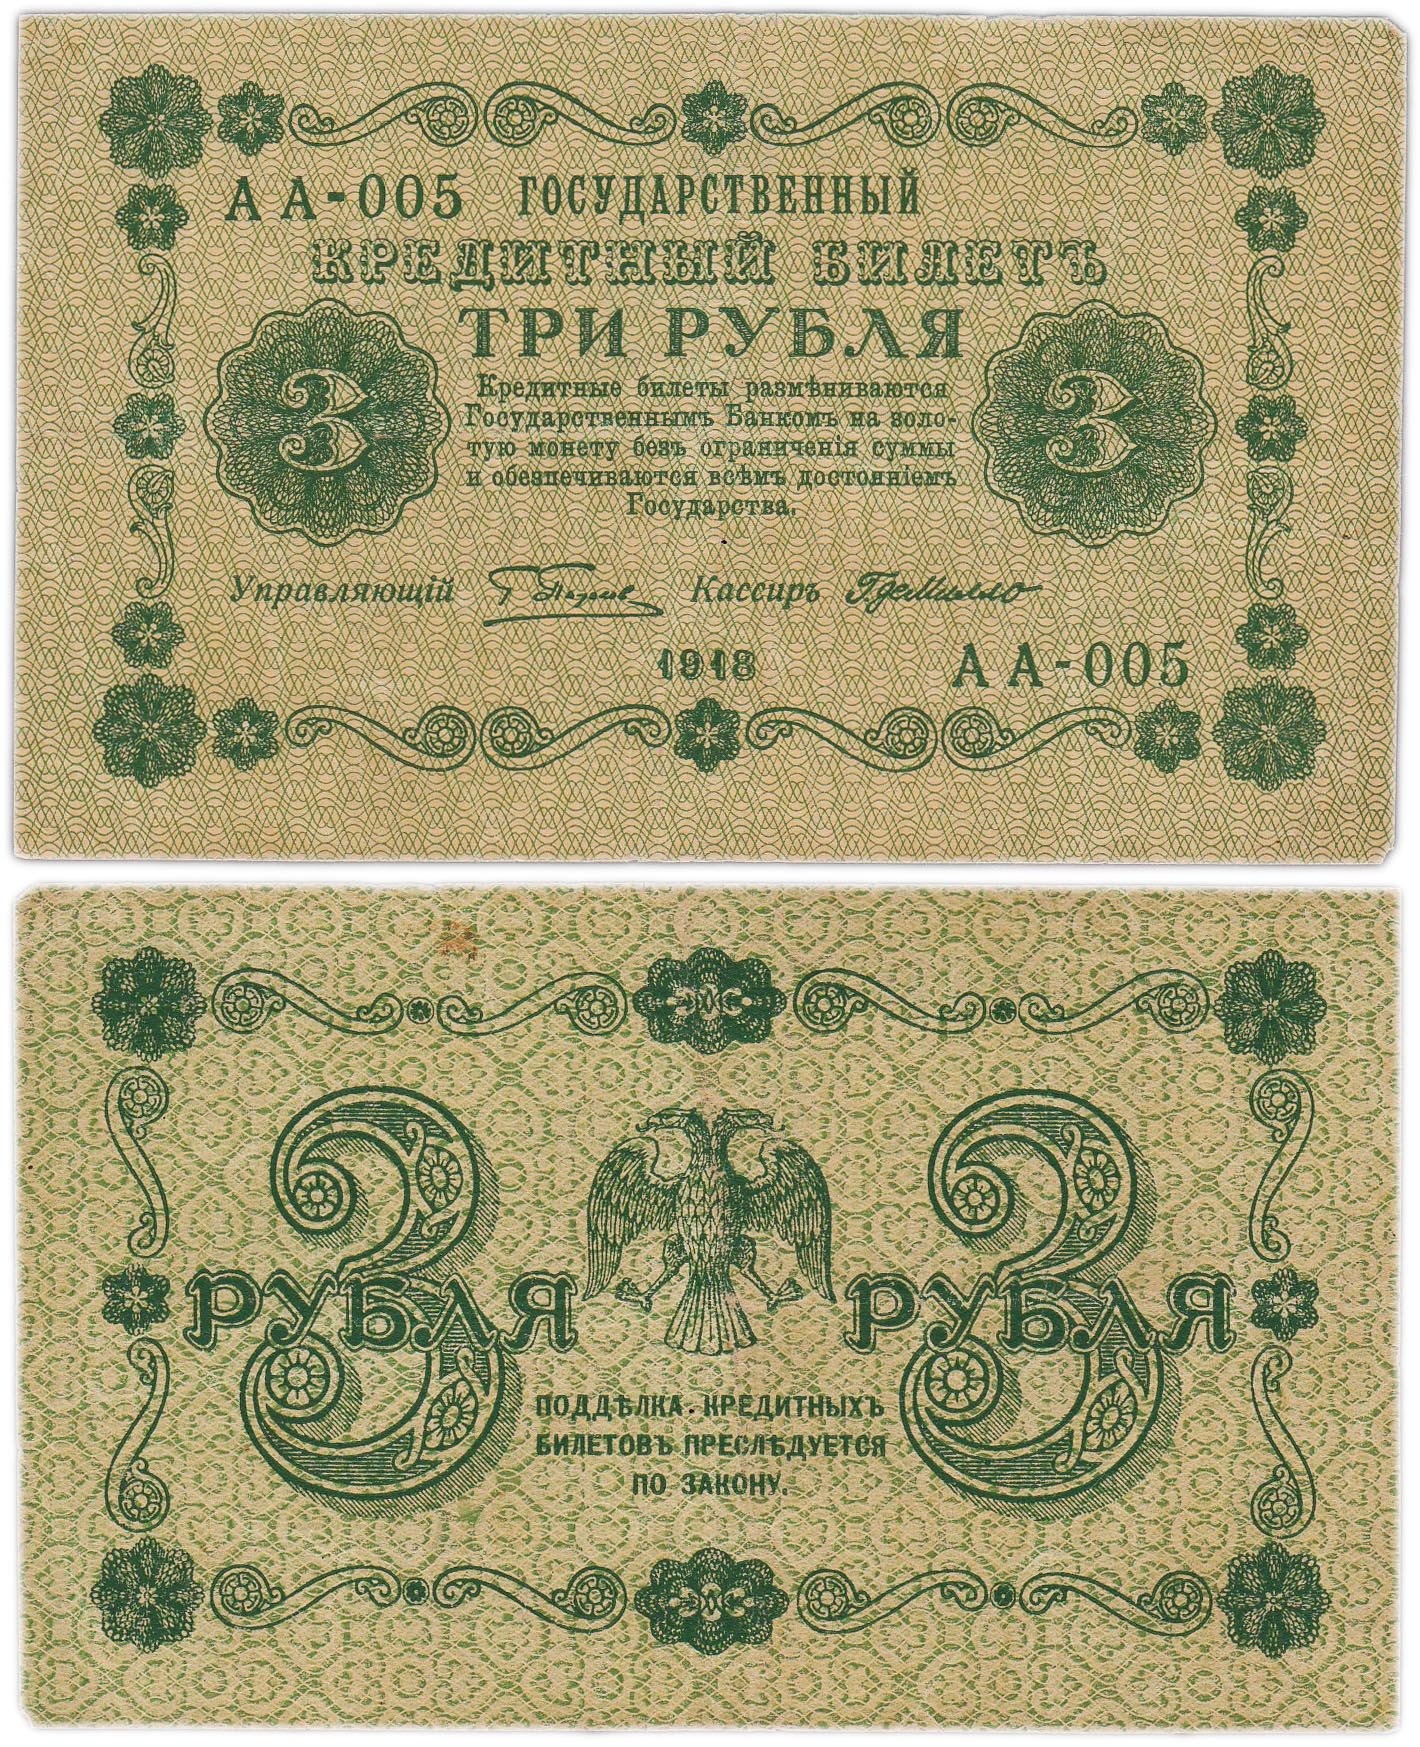 АА-005 ГОСУДАРСТВЕННЫЙ
КРЕДИТНЫЙ БИЛЕТЪ
ТРИ РУБЛЯ
3 3
Кредитные билеты размѣниваются
Государственнымъ Банкомъ на золо-
тую монету безъ ограниченія суммы
и обезпечиваются всѣмъ достояніемъ
Государства.
Управляющій Кассиръ
1918
АА-005
3 3
РУБЛЯ РУБЛЯ
ПОДДѢЛКА КРЕДИТНЫХЪ
БИЛЕТОВЪ ПРЕСЛѢДУЕТСЯ
ПО ЗАКОНУ.